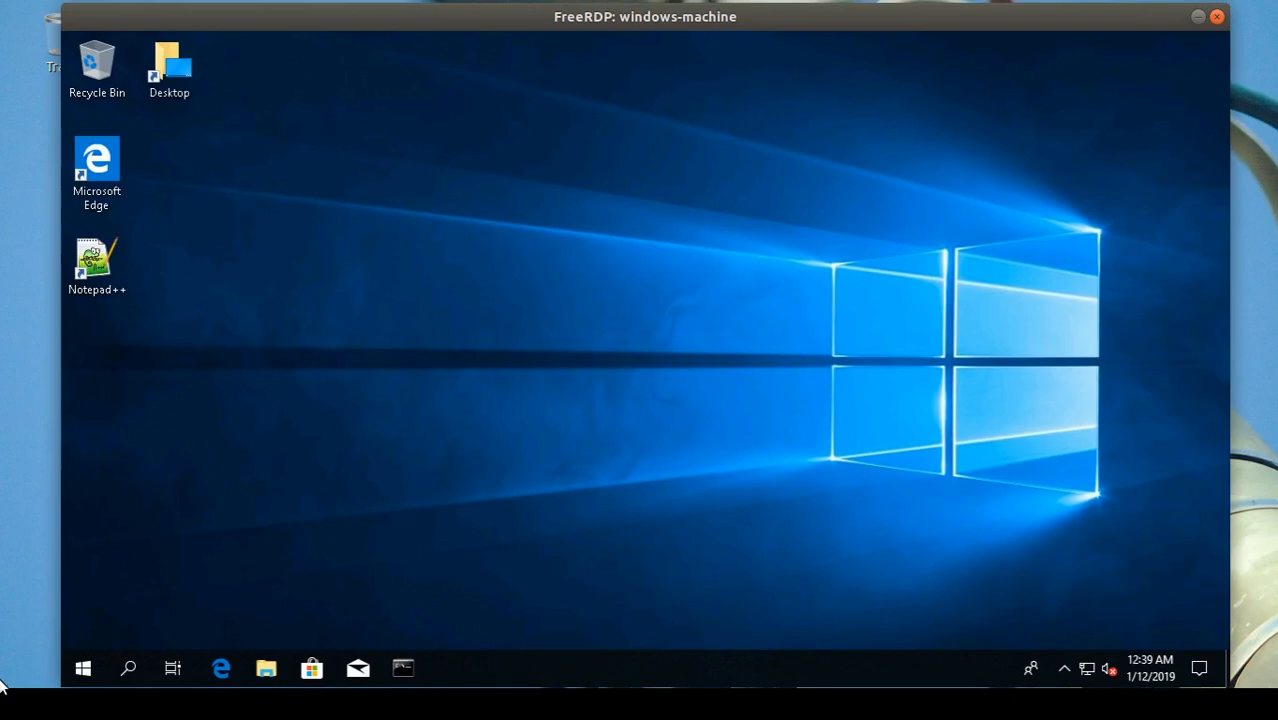 FreeRDP: windows-machine
Recycle Bin
Desktop
Microsoft
Edge
Notepad++
12:39 AM
1/12/2019